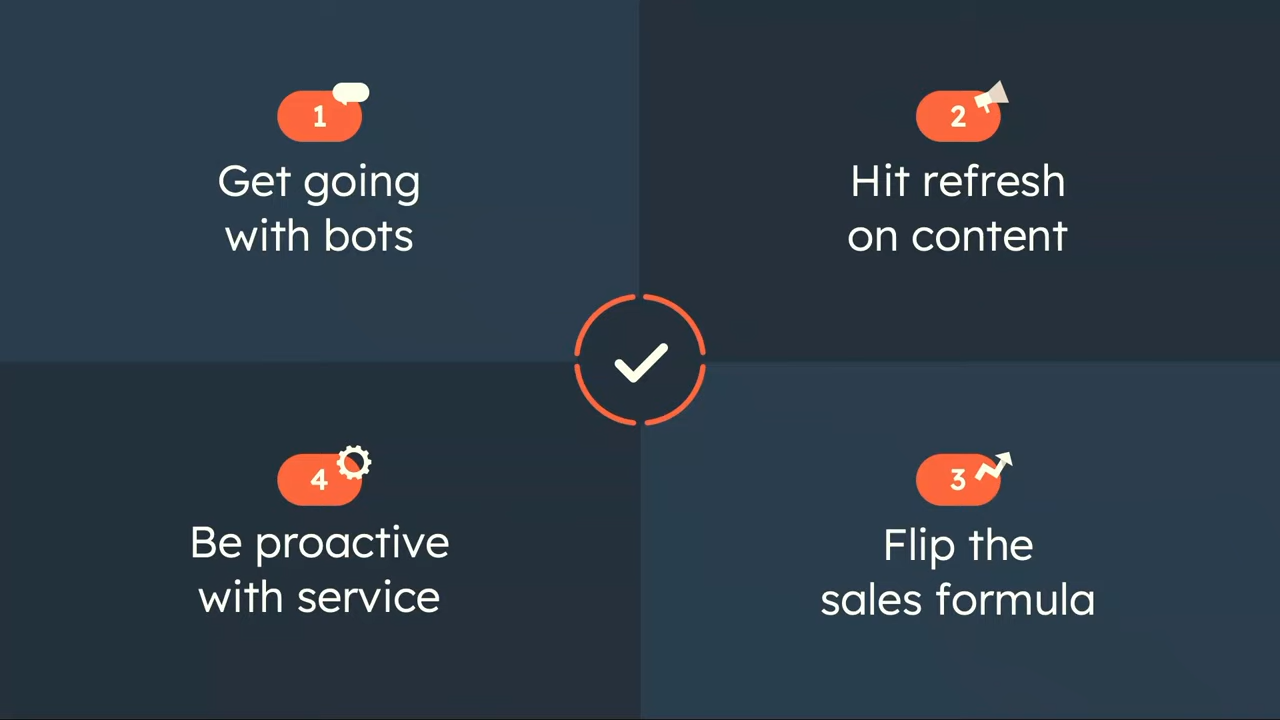 1
Get going
with bots
2
Hit refresh
on content
3
Flip the
sales formula
4
Be proactive
with service